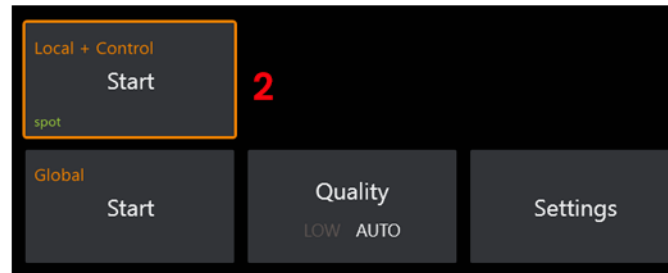 Local + Control
Start
spot
2
Global
Start
Quality
LOW AUTO
Settings